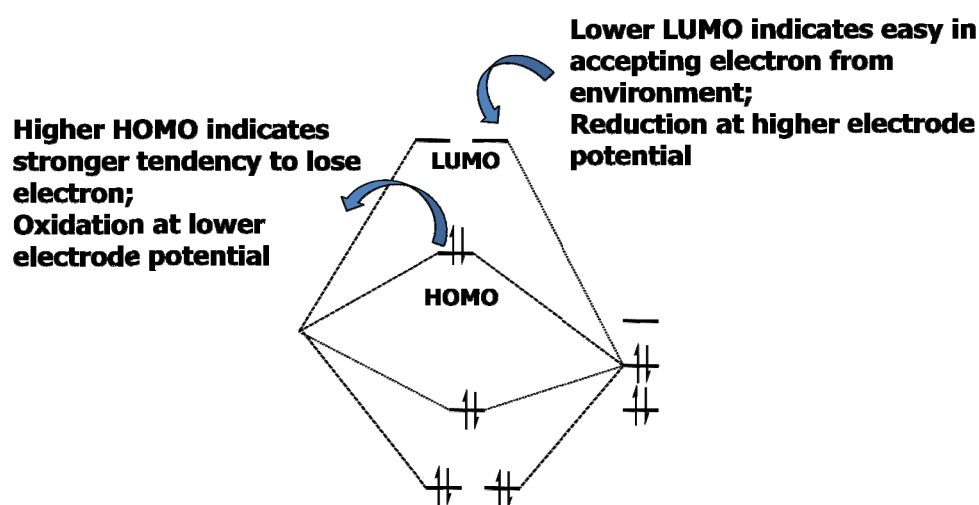 Lower LUMO indicates easy in
accepting electron from
environment;
Reduction at higher electrode
potential
Higher HOMO indicates
stronger tendency to lose
electron;
Oxidation at lower
electrode potential
LUMO
HOMO